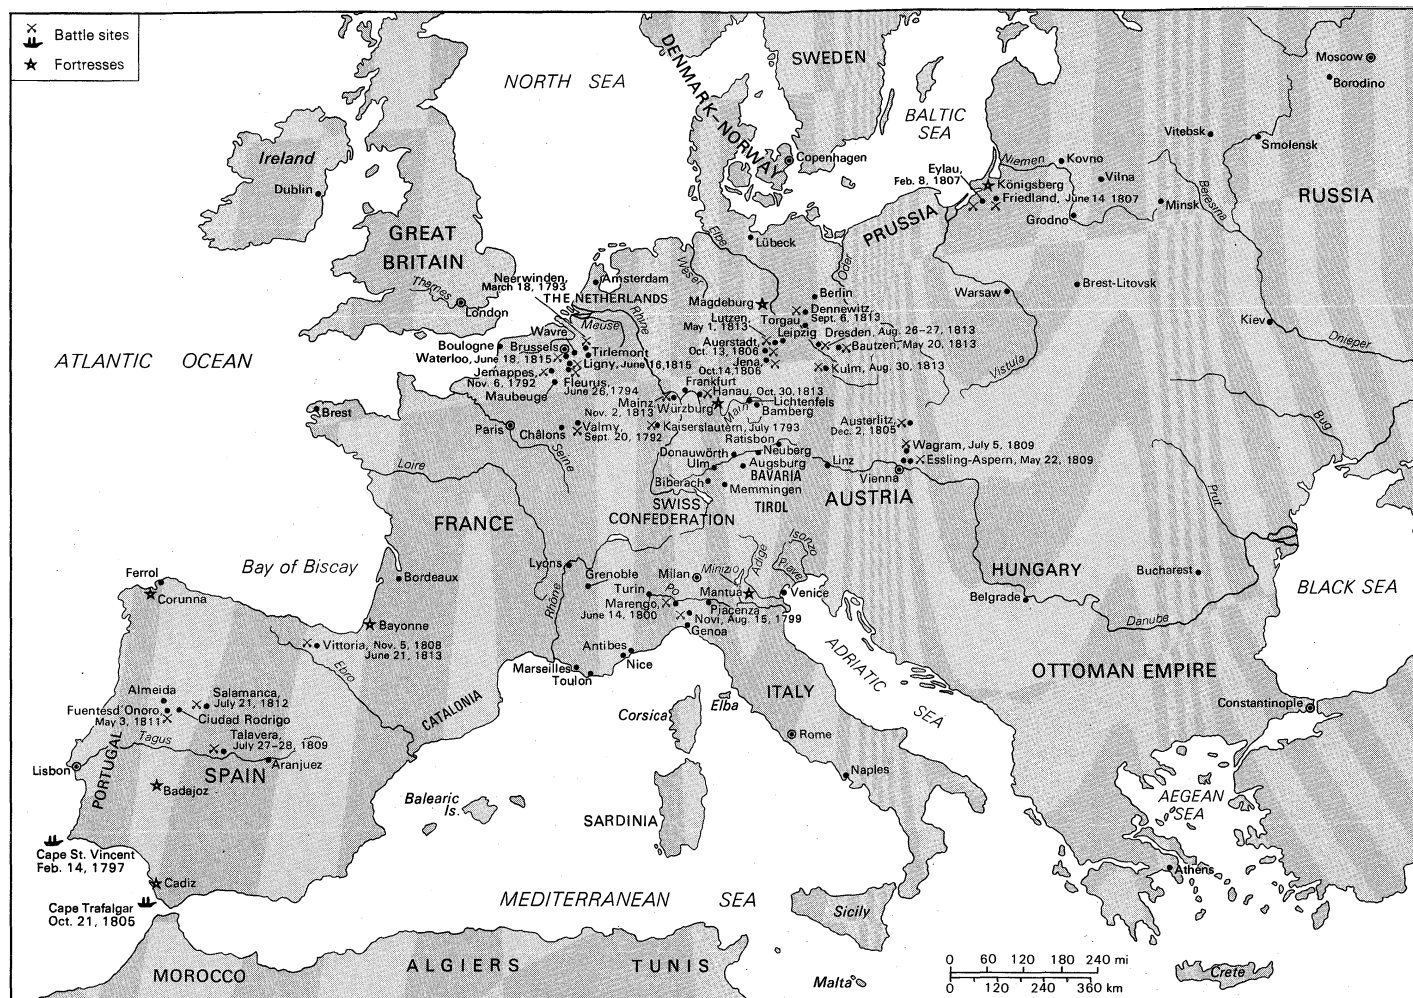 Battle sites
Fortresses
NORTH SEA
DENMARK–NORWAY
SWEDEN
Moscow
Borodino
BALTIC
SEA
Vitebsk
Smolensk
Ireland
Dublin
Copenhagen
Niemen
Kovno
Eylau,
Feb. 8, 1807
Vilna
Königsberg
Friedland, June 14 1807
Beresina
Minsk
RUSSIA
Grodno
PRUSSIA
GREAT
BRITAIN
Thames
London
Elbe
Lübeck
Weser
Oder
Neerwinden,
March 18, 1793
Amsterdam
THE NETHERLANDS
Meuse
Rhine
Magdeburg
Berlin
Dennewitz,
Sept. 6, 1813
Warsaw
Brest-Litovsk
Kiev
Dnieper
Lutzen,
May 1, 1813
Torgau
Leipzig
Dresden, Aug. 26–27, 1813
Bautzen, May 20, 1813
Auerstadt,
Oct. 13, 1806
Jena,
Oct.14,1806
Kulm, Aug. 30, 1813
Vistula
ATLANTIC OCEAN
Wavre
Boulogne
Brussels
Tirlemont
Waterloo, June 18, 1815
Ligny, June 16,1815
Jemappes,
Nov. 6, 1792
Fleurus,
June 26, 1794
Maubeuge
Frankfurt
Hanau, Oct. 30, 1813
Mainz,
Nov. 2, 1813
Würzburg
Main
Lichtenfels
Bamberg
Brest
Paris
Châlons
Valmy,
Sept. 20, 1792
Kaiserslautern, July 1793
Seine
Austerlitz,
Dec. 2, 1805
Bug
Wagram, July 5, 1809
Essling-Aspern, May 22, 1809
Ratisbon
Neuberg
Donauwörth
Ulm
Augsburg
BAVARIA
Linz
Vienna
Biberach
Memmingen
AUSTRIA
Loire
SWISS
CONFEDERATION
TIROL
Prut
FRANCE
Bay of Biscay
Bordeaux
Lyons
Grenoble
Rhône
Milan
Minizio
Adige
Isonzo
Piave
Turin
Po
Mantua
Venice
Marengo,
June 14, 1800
Piacenza
Novi, Aug. 15, 1799
Genoa
HUNGARY
Belgrade
Bucharest
Danube
BLACK SEA
Ferrol
Corunna
Bayonne
Vittoria, Nov. 5, 1808
June 21, 1813
Ebro
Antibes
Nice
Marseilles
Toulon
ADRIATIC
SEA
OTTOMAN EMPIRE
Constantinople
Almeida
Salamanca,
July 21, 1812
Fuentesd'Onoro,
May 3, 1811
Ciudad Rodrigo
Talavera,
July 27–28, 1809
Tagus
Aranjuez
CATALONIA
ITALY
Corsica
Elba
Rome
Lisbon
PORTUGAL
SPAIN
Badajoz
Naples
Balearic
Is.
SARDINIA
AEGEAN
SEA
Athens
Cape St. Vincent
Feb. 14, 1797
Cadiz
Cape Trafalgar
Oct. 21, 1805
MEDITERRANEAN SEA
Sicily
MOROCCO
ALGIERS
TUNIS
Malta
Crete
0 60 120 180 240 mi
0 120 240 360 km